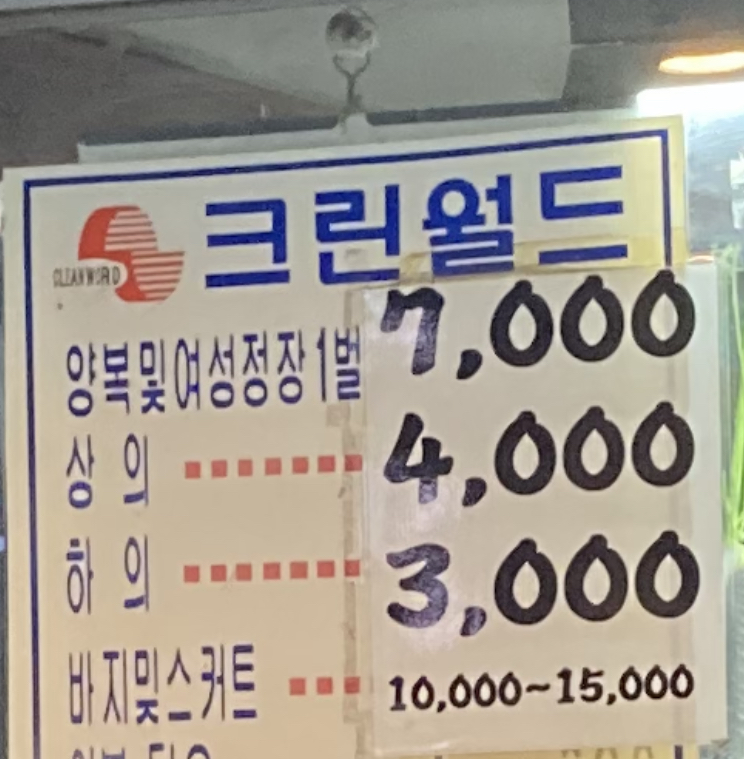 크린월드
CLEANWORD
양복및여성정장1벌 7,000
상의 4,000
하의 3,000
바지및스커트 10,000~15,000